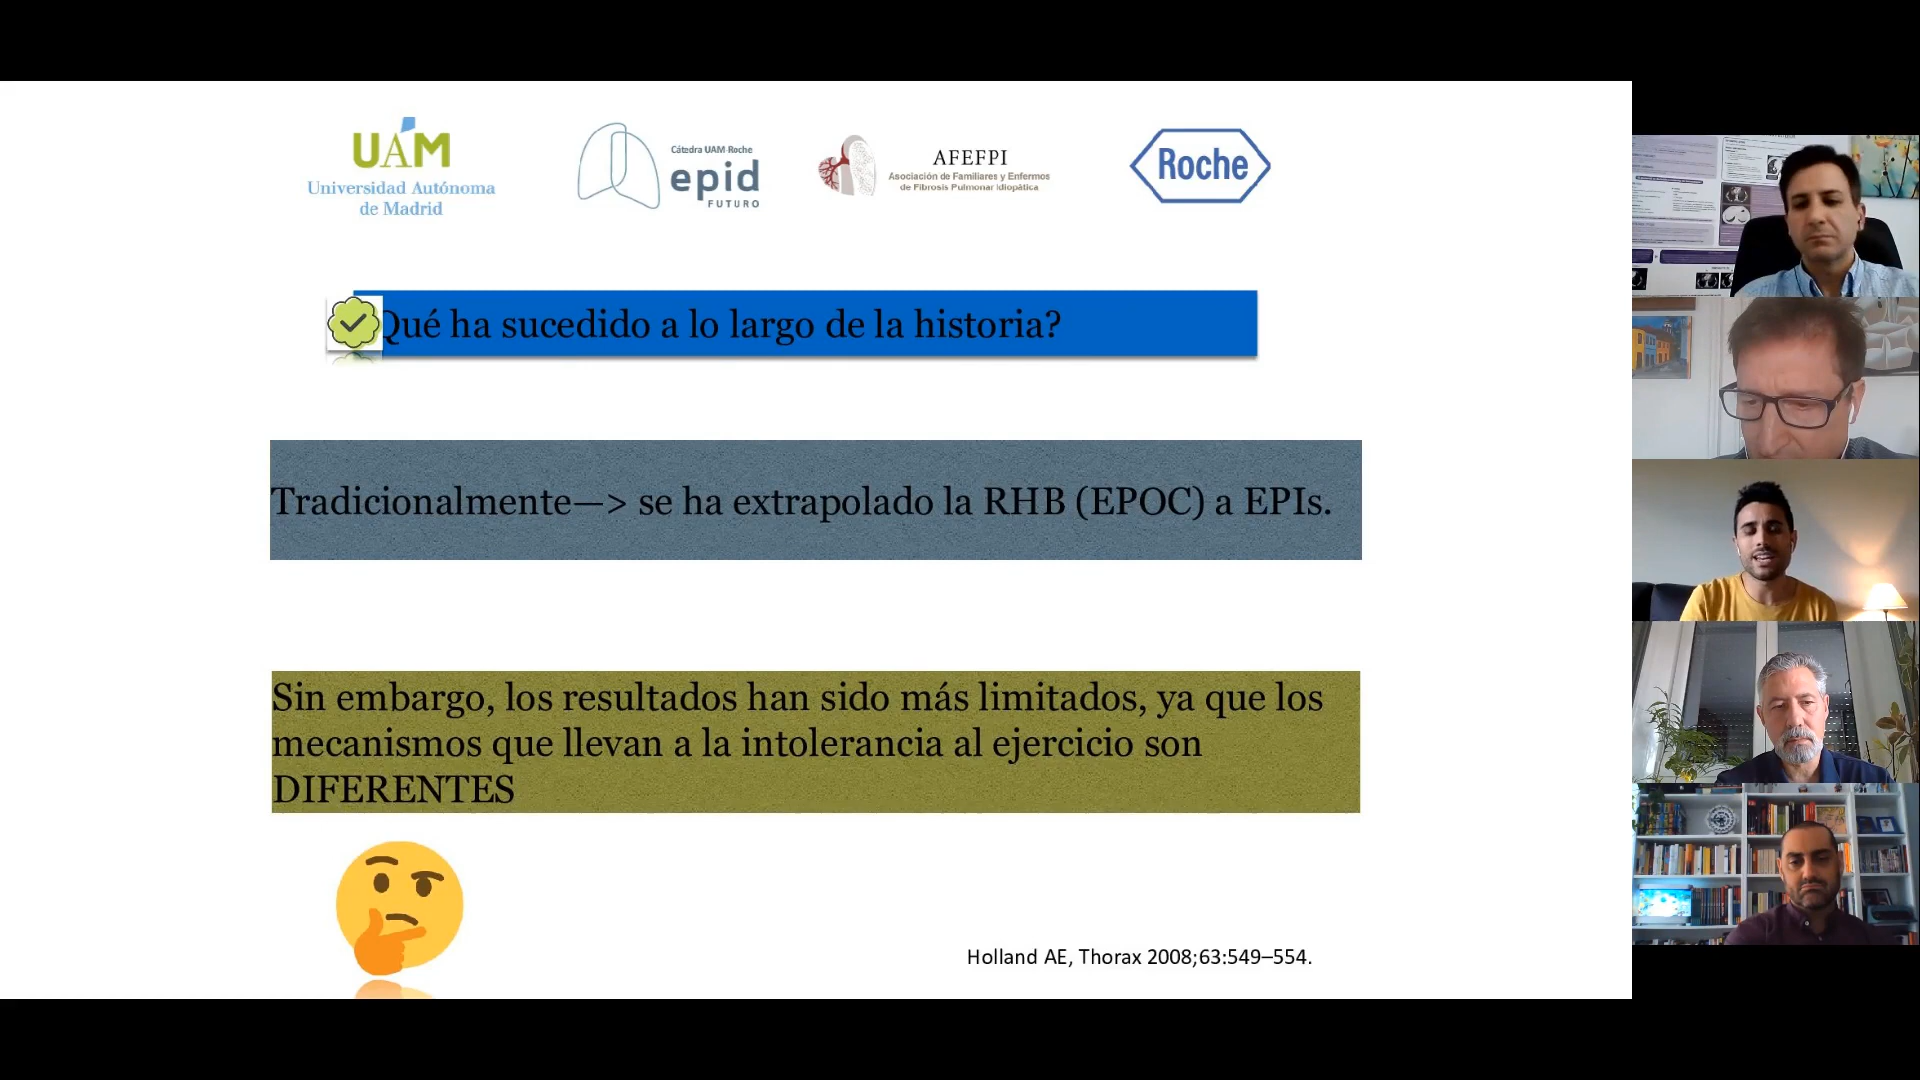 UAM
Universidad Autónoma
de Madrid
Cátedra UAM-Roche
epid
FUTURO
AFEFPI
Asociación de Familiares y Enfermos
de Fibrosis Pulmonar Idiopática
Roche
Qué ha sucedido a lo largo de la historia?
Tradicionalmente—> se ha extrapolado la RHB (EPOC) a EPIs.
Sin embargo, los resultados han sido más limitados, ya que los
mecanismos que llevan a la intolerancia al ejercicio son
DIFERENTES
Holland AE, Thorax 2008;63:549–554.